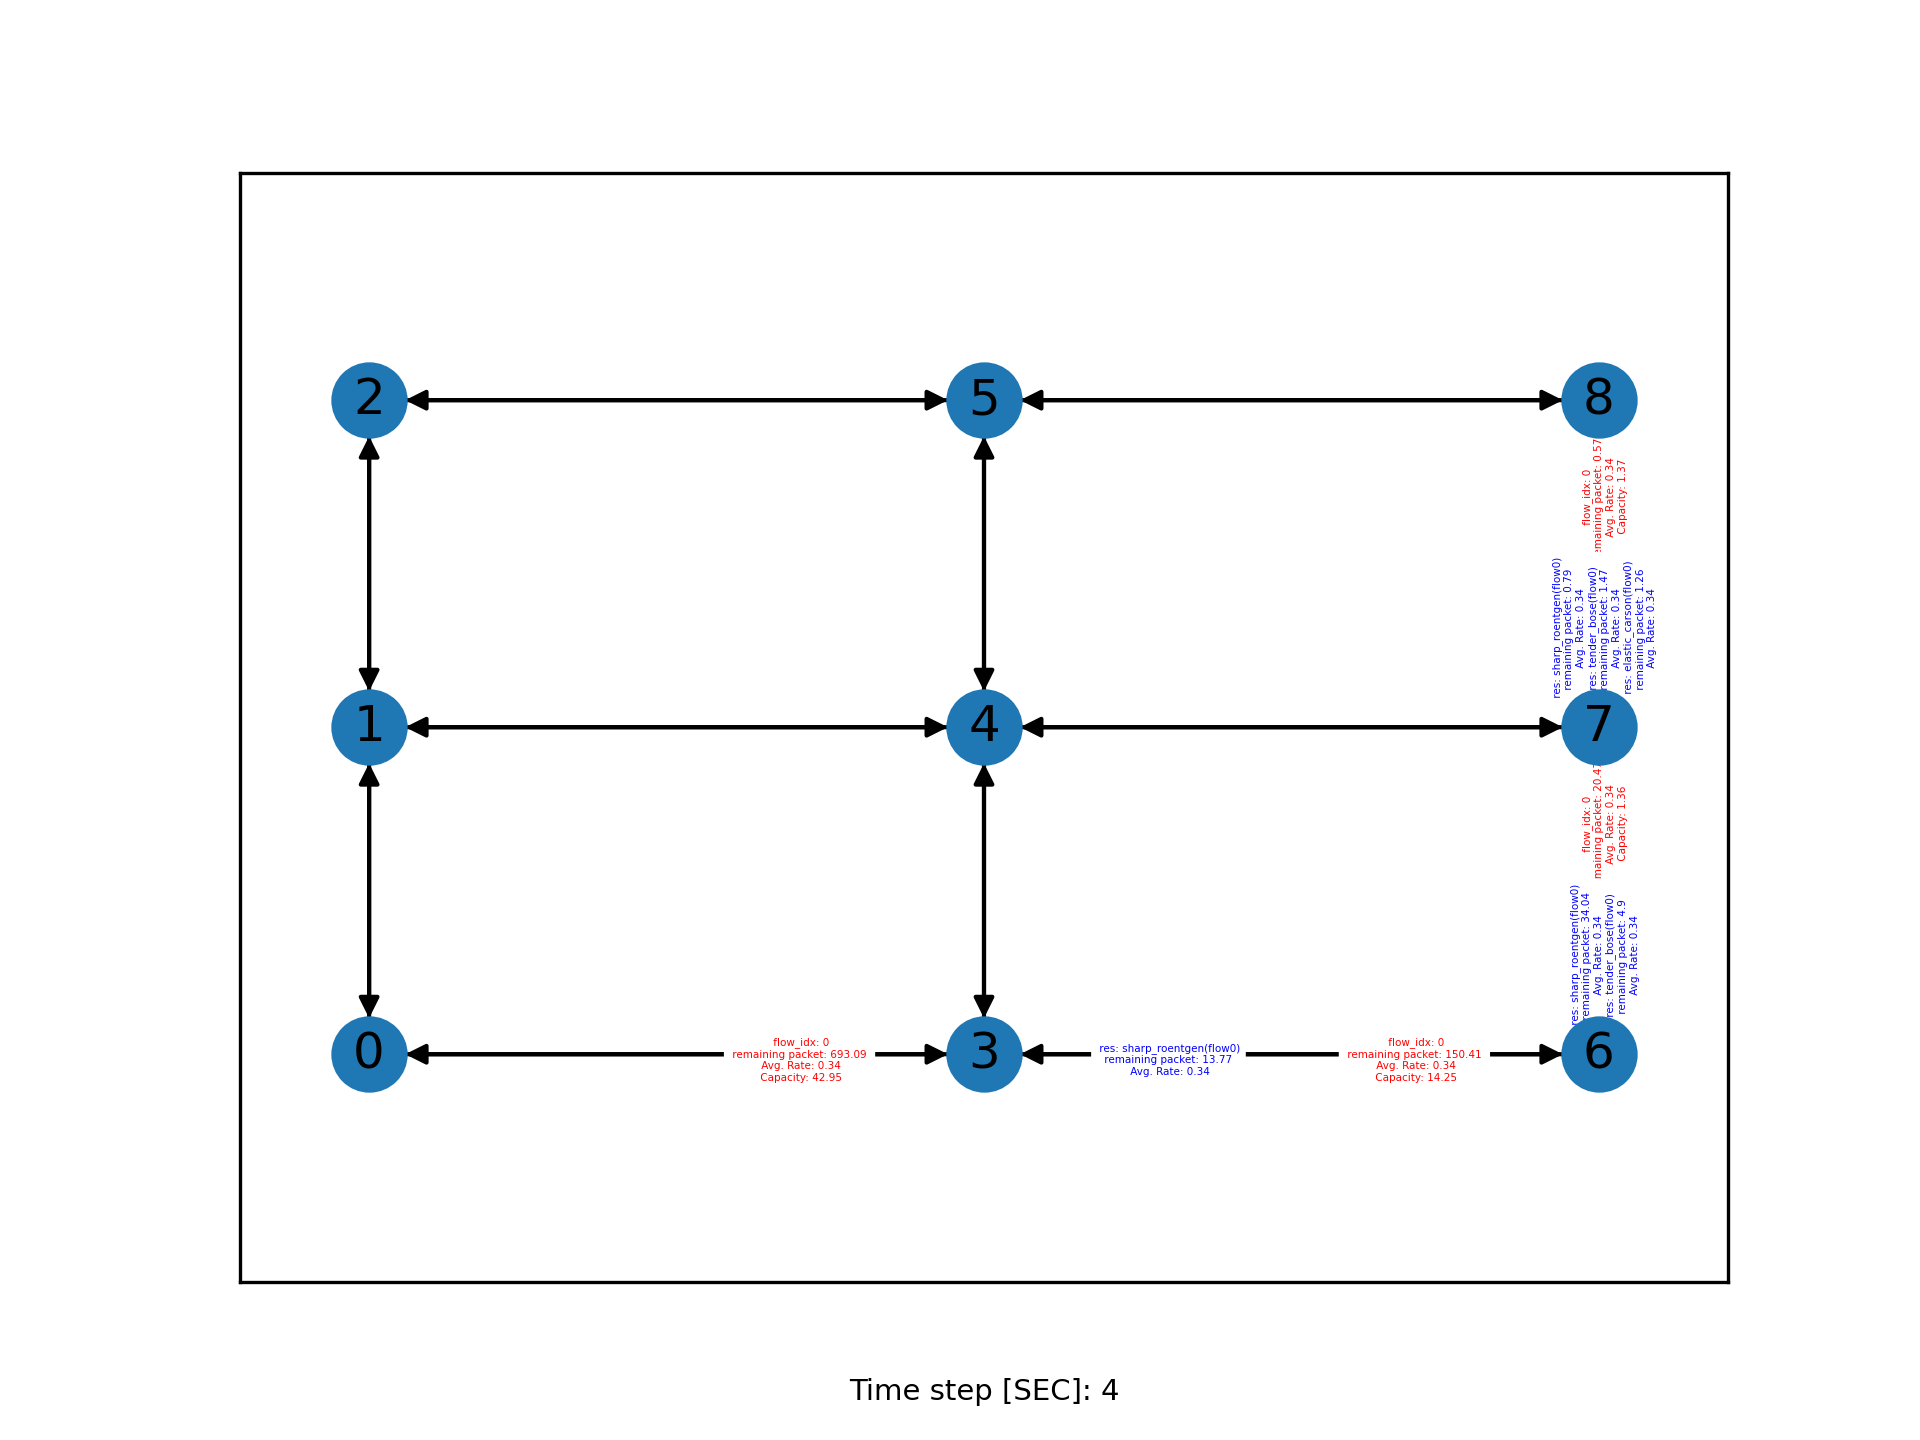 2
5
8
flow_idx: 0
emaining packet: 0.57
Avg. Rate: 0.34
Capacity: 1.37
res: sharp_roentgen(flow0)
remaining packet: 0.79
Avg. Rate: 0.34
res: tender_bose(flow0)
remaining packet: 1.47
Avg. Rate: 0.34
res: elastic_carson(flow0)
remaining packet: 1.26
Avg. Rate: 0.34
1
4
7
flow_idx: 0
maining packet: 20.47
Avg. Rate: 0.34
Capacity: 1.36
res: sharp_roentgen(flow0)
remaining packet: 34.04
Avg. Rate: 0.34
res: tender_bose(flow0)
remaining packet: 4.9
Avg. Rate: 0.34
0
flow_idx: 0
remaining packet: 693.09
Avg. Rate: 0.34
Capacity: 42.95
3
res: sharp_roentgen(flow0)
remaining packet: 13.77
Avg. Rate: 0.34
flow_idx: 0
remaining packet: 150.41
Avg. Rate: 0.34
Capacity: 14.25
6
Time step [SEC]: 4